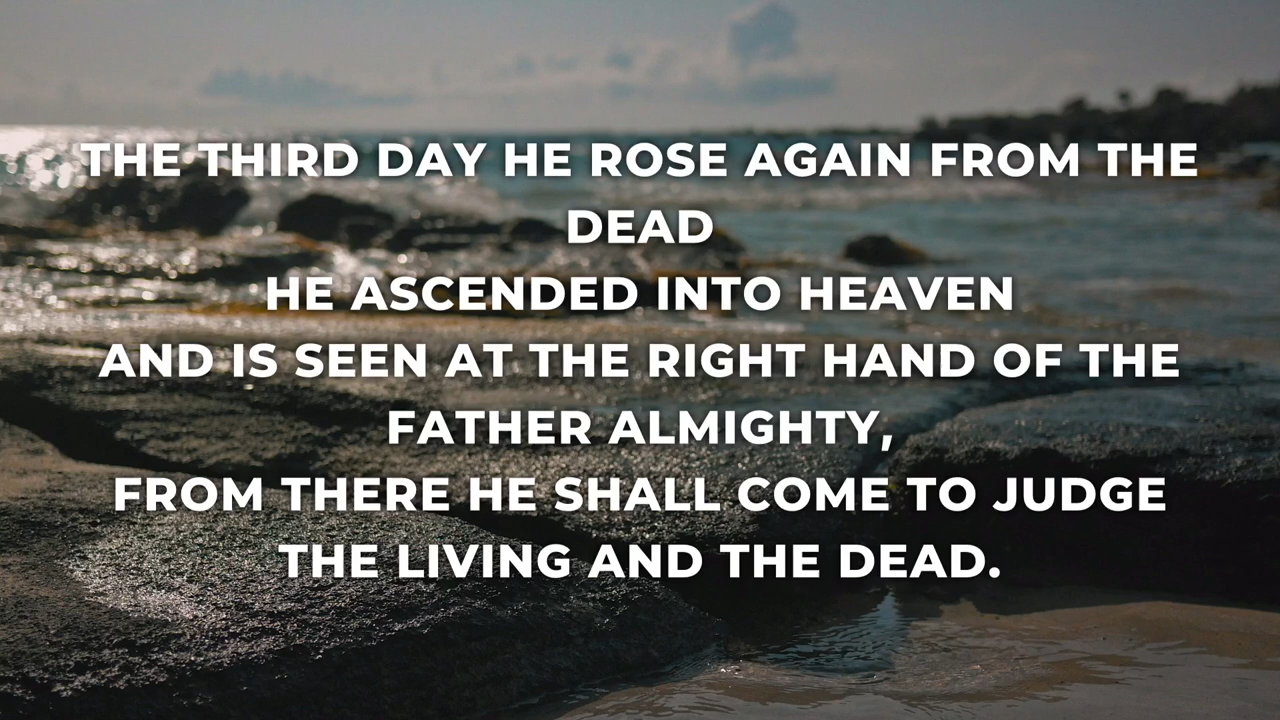 THE THIRD DAY HE ROSE AGAIN FROM THE
DEAD
HE ASCENDED INTO HEAVEN
AND IS SEEN AT THE RIGHT HAND OF THE
FATHER ALMIGHTY,
FROM THERE HE SHALL COME TO JUDGE
THE LIVING AND THE DEAD.